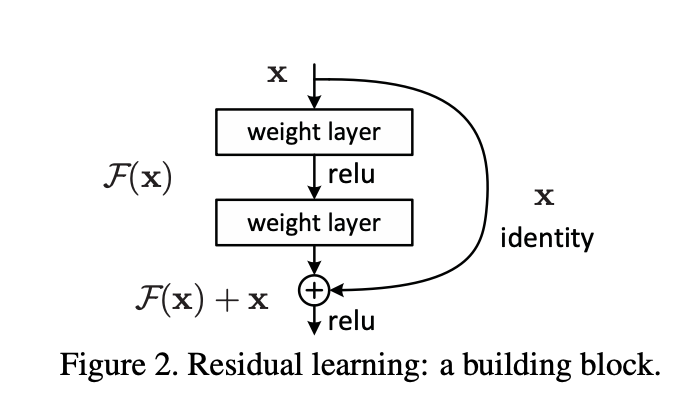 x
weight layer
F(x)
relu
x
weight layer
identity
F(x) + x
+
relu
Figure 2. Residual learning: a building block.